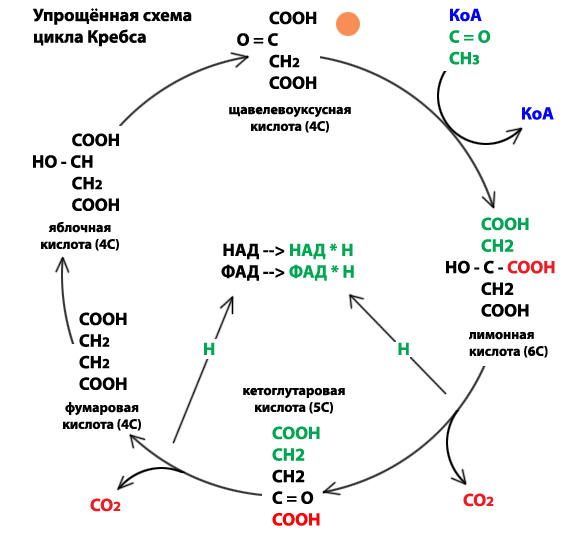 Упрощённая схема
цикла Кребса
COOH
O = C
CH2
COOH
щавелевоуксусная
кислота (4C)
КоА
C = O
CH3
КоА
COOH
CH2
HO - C - COOH
CH2
COOH
лимонная
кислота (6C)
CO2
H
кетоглутаровая
кислота (5C)
COOH
CH2
CH2
C = O
COOH
CO2
H
COOH
CH2
CH2
COOH
фумаровая
кислота (4C)
COOH
HO - CH
CH2
COOH
яблочная
кислота (4C)
НАД --> НАД * H
ФАД --> ФАД * H